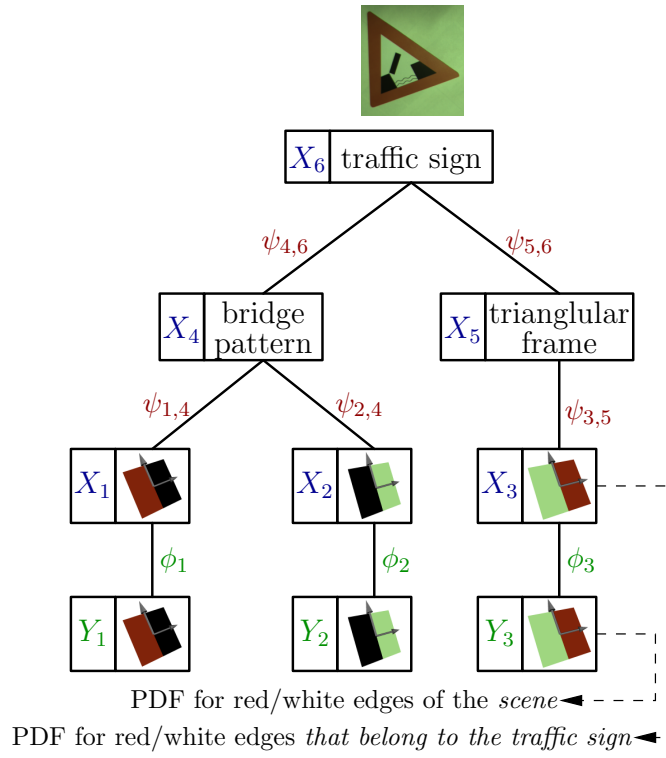 X₆ traffic sign
ψ₄,₆ ψ₅,₆
X₄ bridge pattern
X₅ trianglular frame
ψ₁,₄ ψ₂,₄ ψ₃,₅
X₁ X₂ X₃
ϕ₁ ϕ₂ ϕ₃
Y₁ Y₂ Y₃
PDF for red/white edges of the scene
PDF for red/white edges that belong to the traffic sign